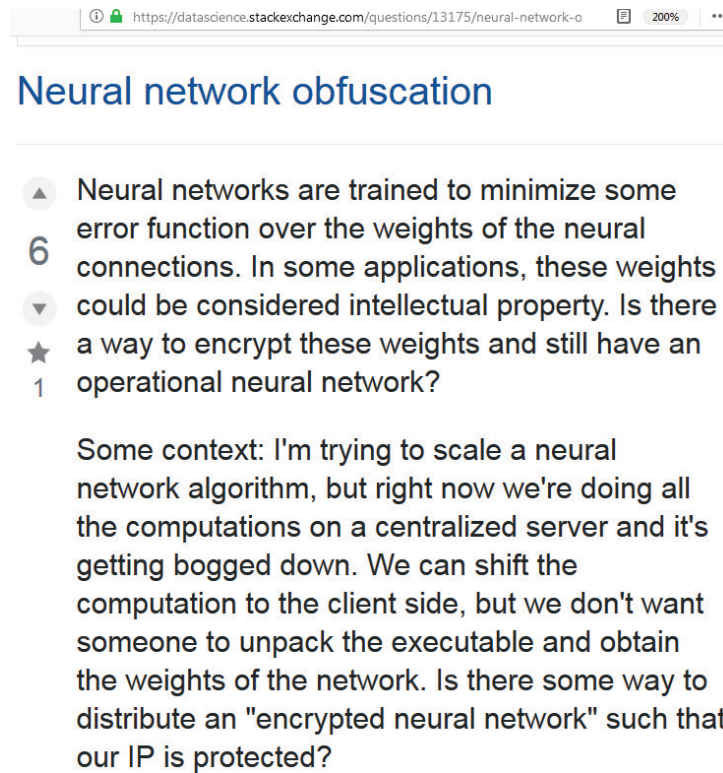 https://datascience.stackexchange.com/questions/13175/neural-network-o 200%
Neural network obfuscation
Neural networks are trained to minimize some
error function over the weights of the neural
6
connections. In some applications, these weights
could be considered intellectual property. Is there
a way to encrypt these weights and still have an
1
operational neural network?
Some context: I'm trying to scale a neural
network algorithm, but right now we're doing all
the computations on a centralized server and it's
getting bogged down. We can shift the
computation to the client side, but we don't want
someone to unpack the executable and obtain
the weights of the network. Is there some way to
distribute an "encrypted neural network" such that
our IP is protected?